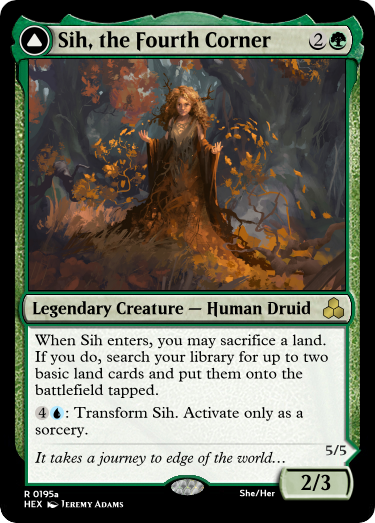 Sih, the Fourth Corner 2
Legendary Creature — Human Druid
When Sih enters, you may sacrifice a land.
If you do, search your library for up to two
basic land cards and put them onto the
battlefield tapped.
4: Transform Sih. Activate only as a
sorcery.
5/5
It takes a journey to edge of the world…
2/3
R 0195a
HEX Jeremy Adams
She/Her